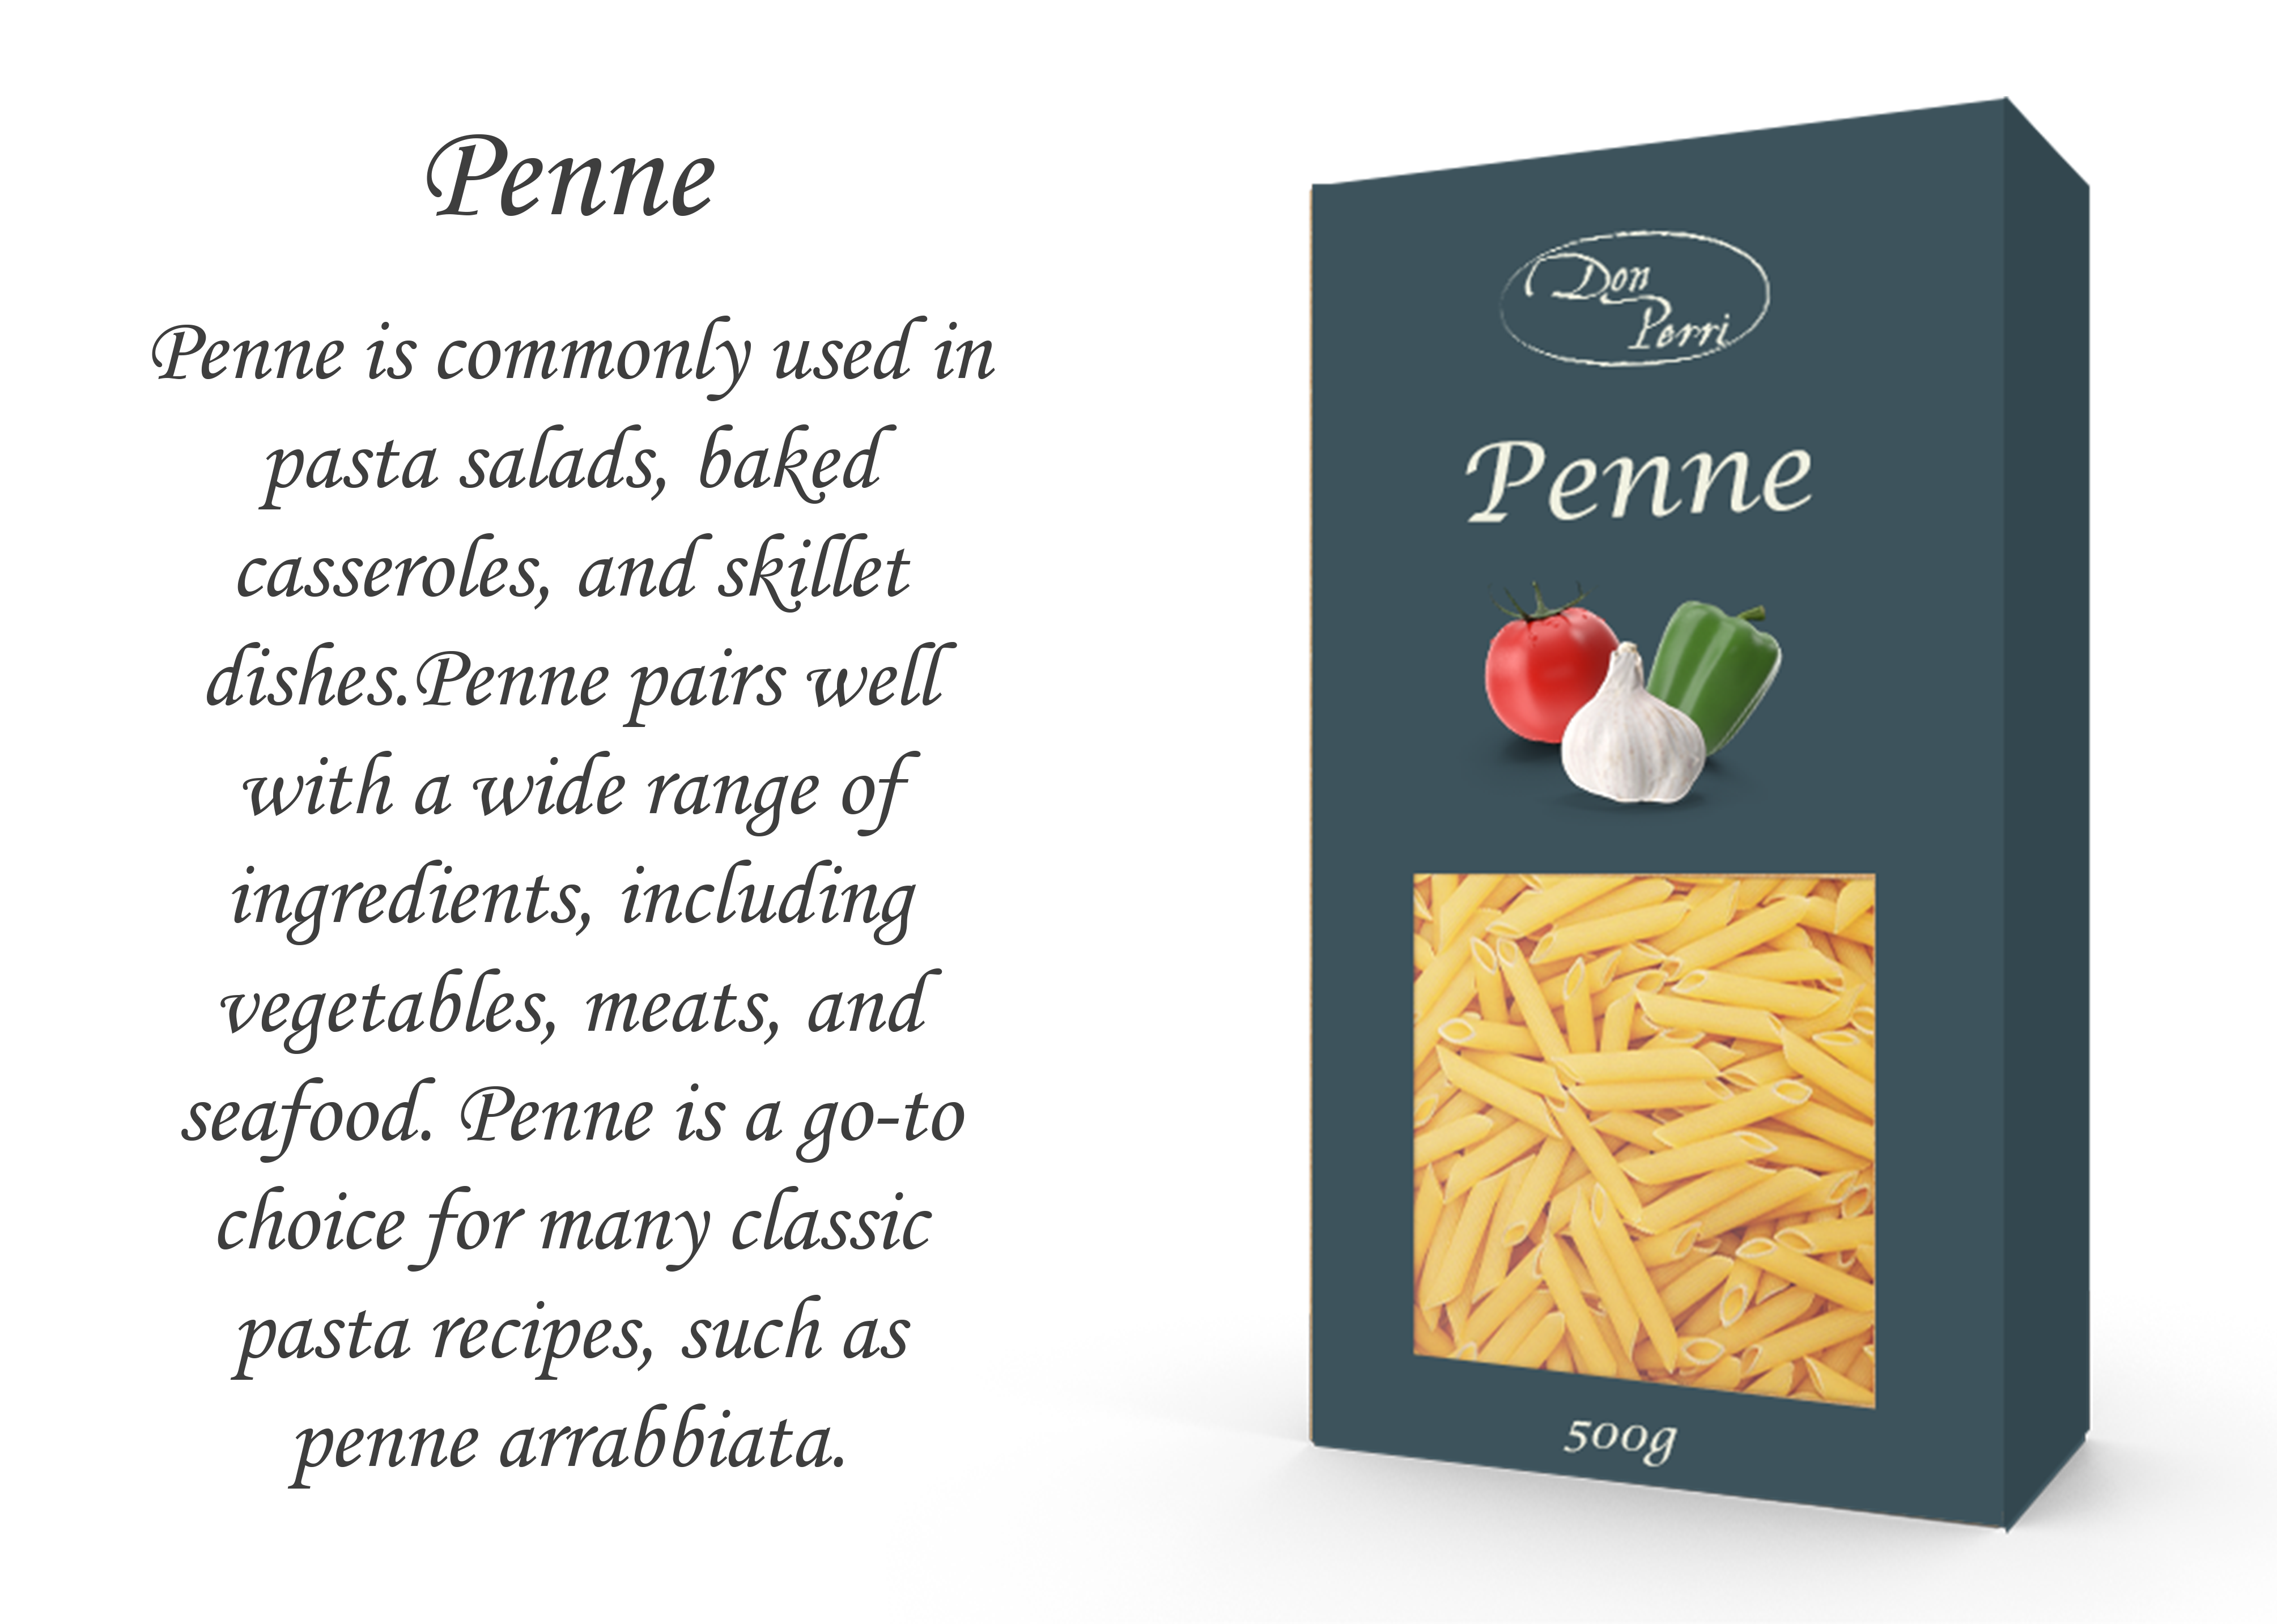 Penne
Penne is commonly used in
pasta salads, baked
casseroles, and skillet
dishes.Penne pairs well
with a wide range of
ingredients, including
vegetables, meats, and
seafood. Penne is a go-to
choice for many classic
pasta recipes, such as
penne arrabbiata.
Don
Perri
Penne
500g